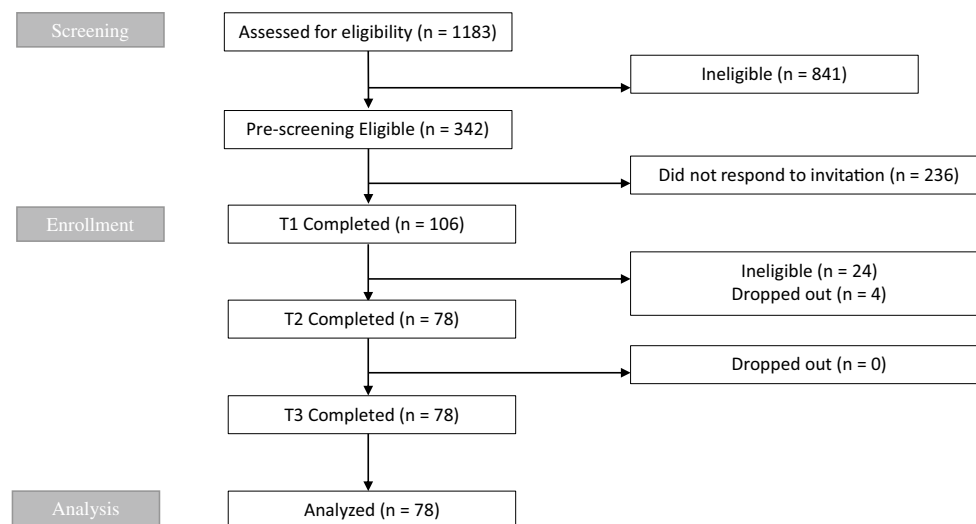 Screening
Assessed for eligibility (n = 1183)
Ineligible (n = 841)
Pre-screening Eligible (n = 342)
Did not respond to invitation (n = 236)
Enrollment
T1 Completed (n = 106)
Ineligible (n = 24)
Dropped out (n = 4)
T2 Completed (n = 78)
Dropped out (n = 0)
T3 Completed (n = 78)
Analysis
Analyzed (n = 78)